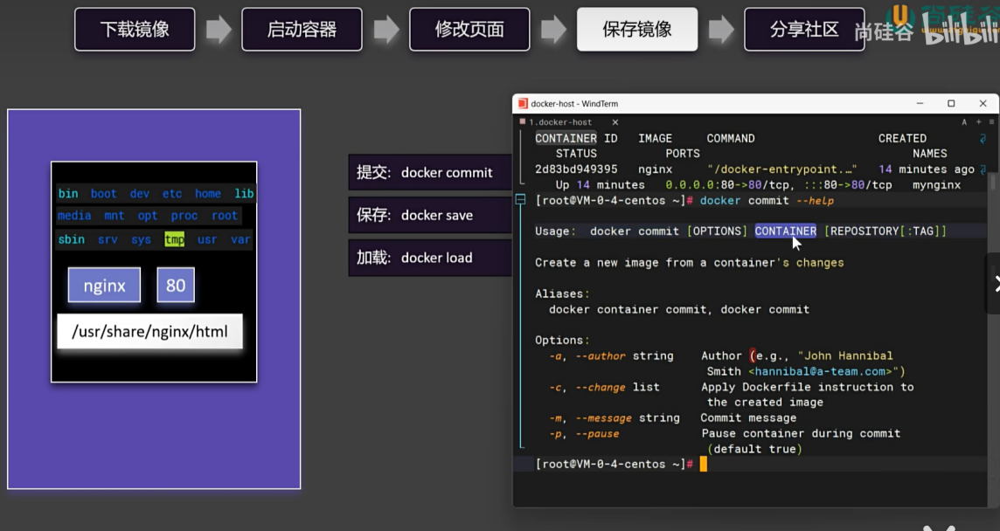 下载镜像
启动容器
修改页面
保存镜像
分享社区
尚硅谷
bilibili
bin boot dev etc home lib
media mnt opt proc root
sbin srv sys tmp usr var
nginx 80
/usr/share/nginx/html
提交: docker commit
保存: docker save
加载: docker load
docker-host - WindTerm
1.docker-host
CONTAINER ID IMAGE COMMAND CREATED
STATUS PORTS NAMES
2d83bd949395 nginx "/docker-entrypoint.…" 14 minutes ago
Up 14 minutes 0.0.0.0:80->80/tcp, :::80->80/tcp mynginx
[root@VM-0-4-centos ~]# docker commit --help
Usage: docker commit [OPTIONS] CONTAINER [REPOSITORY[:TAG]]
Create a new image from a container's changes
Aliases:
docker container commit, docker commit
Options:
-a, --author string Author (e.g., "John Hannibal
Smith <hannibal@a-team.com>")
-c, --change list Apply Dockerfile instruction to
the created image
-m, --message string Commit message
-p, --pause Pause container during commit
(default true)
[root@VM-0-4-centos ~]#